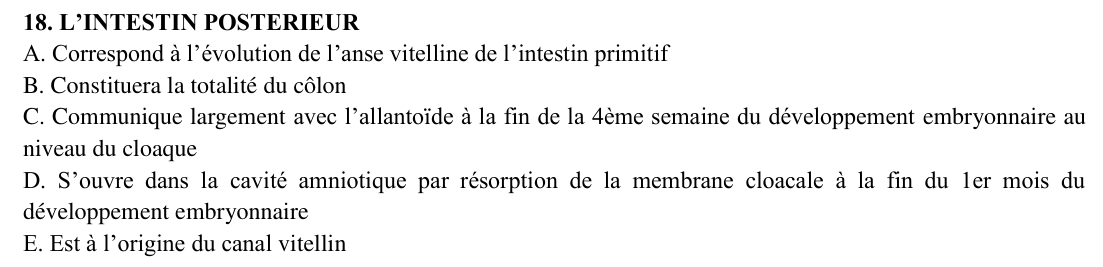 18. L’INTESTIN POSTERIEUR
A. Correspond à l’évolution de l’anse vitelline de l’intestin primitif
B. Constituera la totalité du côlon
C. Communique largement avec l’allantoïde à la fin de la 4ème semaine du développement embryonnaire au
niveau du cloaque
D. S’ouvre dans la cavité amniotique par résorption de la membrane cloacale à la fin du 1er mois du
développement embryonnaire
E. Est à l’origine du canal vitellin